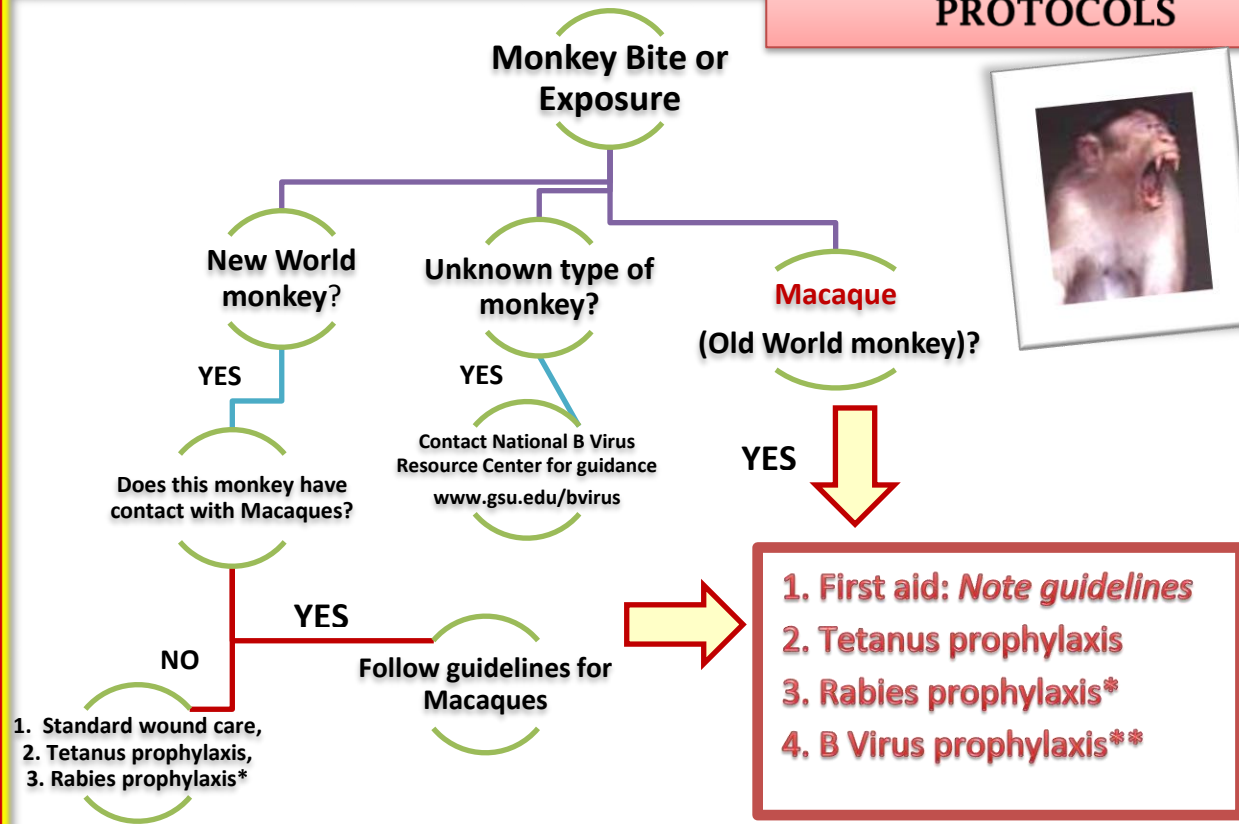 PROTOCOLS
Monkey Bite or
Exposure
New World
monkey?
Unknown type of
monkey?
Macaque
(Old World monkey)?
YES
YES
YES
Does this monkey have
contact with Macaques?
Contact National B Virus
Resource Center for guidance
www.gsu.edu/bvirus
YES
NO
Follow guidelines for
Macaques
1. Standard wound care,
2. Tetanus prophylaxis,
3. Rabies prophylaxis*
1. First aid: Note guidelines
2. Tetanus prophylaxis
3. Rabies prophylaxis*
4. B Virus prophylaxis**